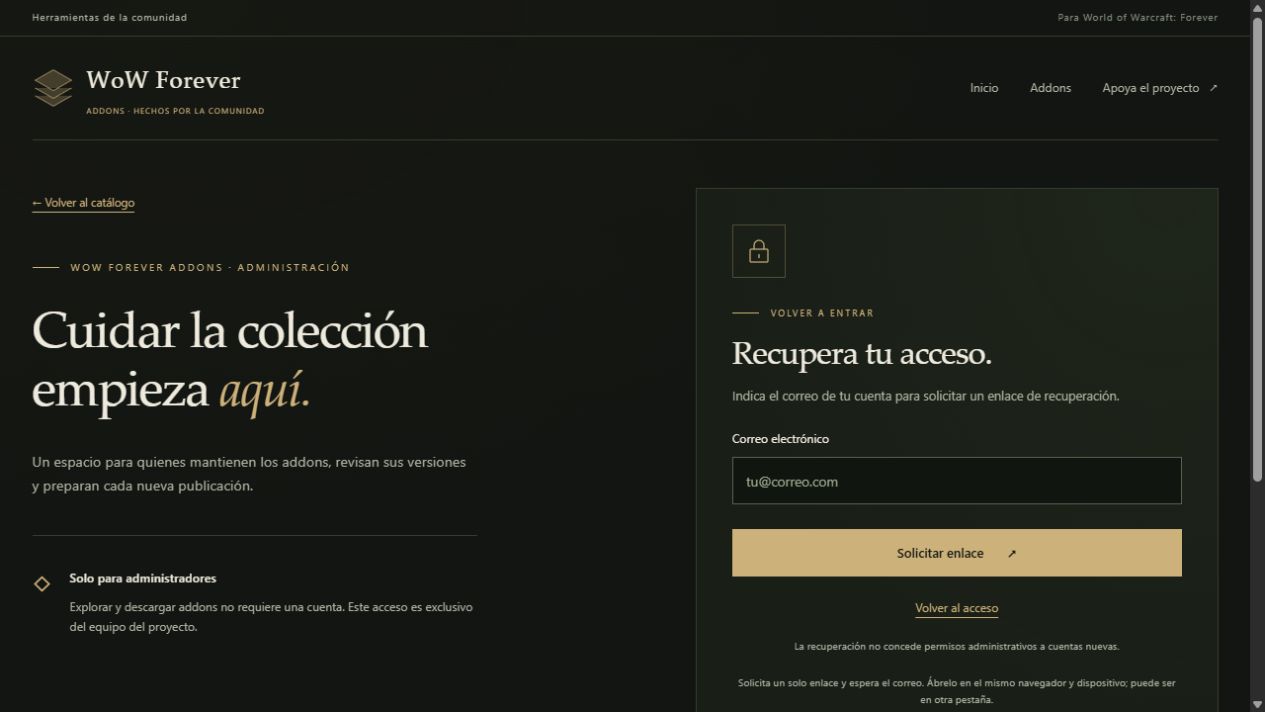 Herramientas de la comunidad
Para World of Warcraft: Forever
WoW Forever
ADDONS · HECHOS POR LA COMUNIDAD
Inicio
Addons
Apoya el proyecto ↗
← Volver al catálogo
WOW FOREVER ADDONS · ADMINISTRACIÓN
Cuidar la colección
empieza aquí.
Un espacio para quienes mantienen los addons, revisan sus versiones
y preparan cada nueva publicación.
Solo para administradores
Explorar y descargar addons no requiere una cuenta. Este acceso es exclusivo
del equipo del proyecto.
VOLVER A ENTRAR
Recupera tu acceso.
Indica el correo de tu cuenta para solicitar un enlace de recuperación.
Correo electrónico
tu@correo.com
Solicitar enlace ↗
Volver al acceso
La recuperación no concede permisos administrativos a cuentas nuevas.
Solicita un solo enlace y espera el correo. Ábrelo en el mismo navegador y dispositivo; puede ser
en otra pestaña.